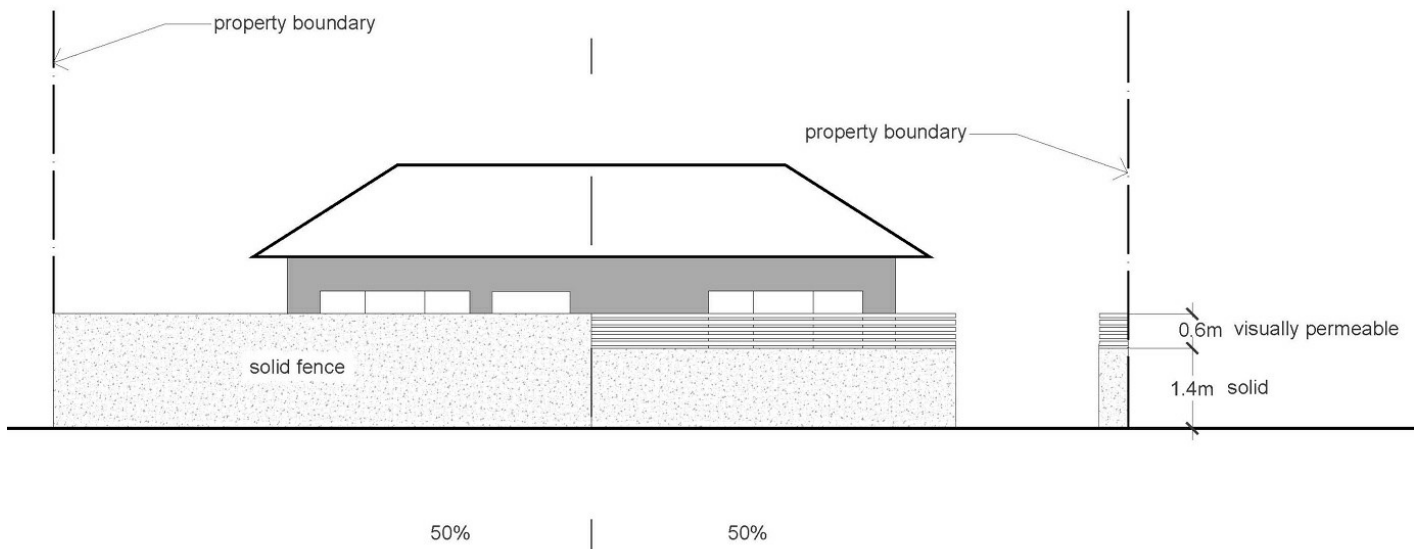 property boundary
property boundary
0.6m visually permeable
solid fence
1.4m solid
50%
50%